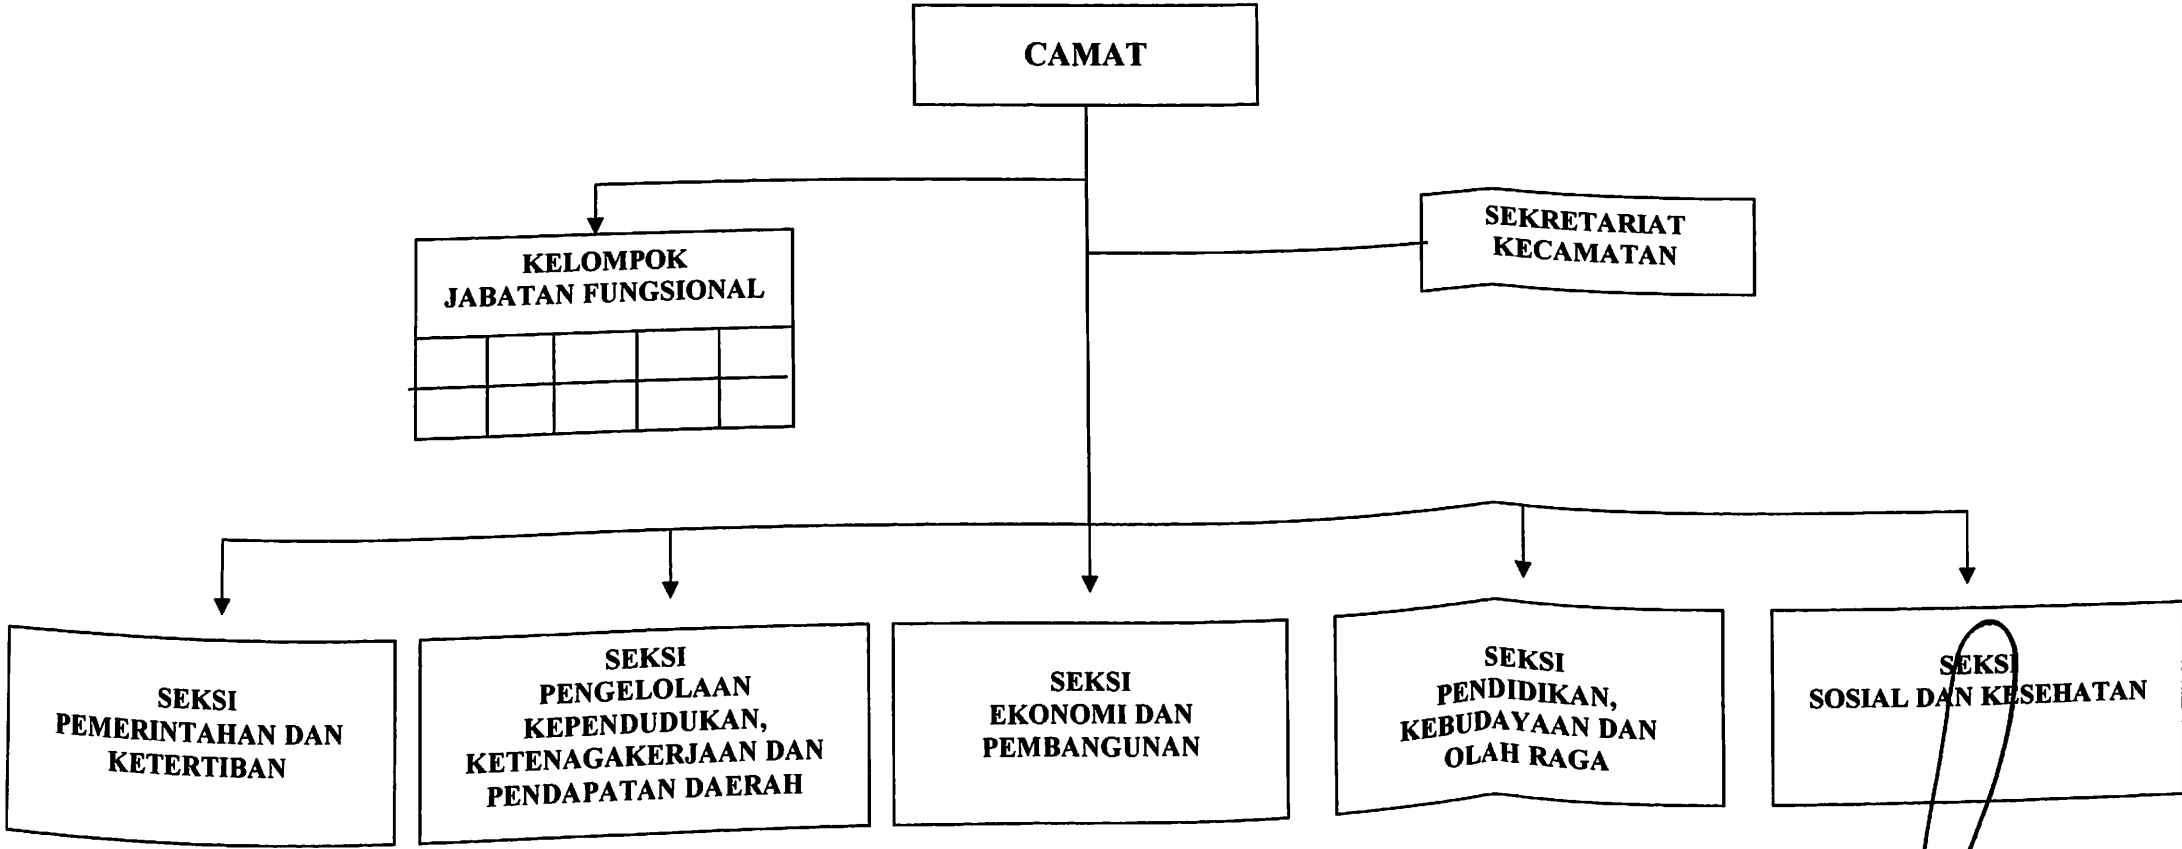 CAMAT
SEKRETARIAT
KECAMATAN
KELOMPOK
JABATAN FUNGSIONAL
SEKSI
PEMERINTAHAN DAN
KETERTIBAN
SEKSI
PENGELOLAAN
KEPENDUDUKAN,
KETENAGAKERJAAN DAN
PENDAPATAN DAERAH
SEKSI
EKONOMI DAN
PEMBANGUNAN
SEKSI
PENDIDIKAN,
KEBUDAYAAN DAN
OLAH RAGA
SEKSI
SOSIAL DAN KESEHATAN